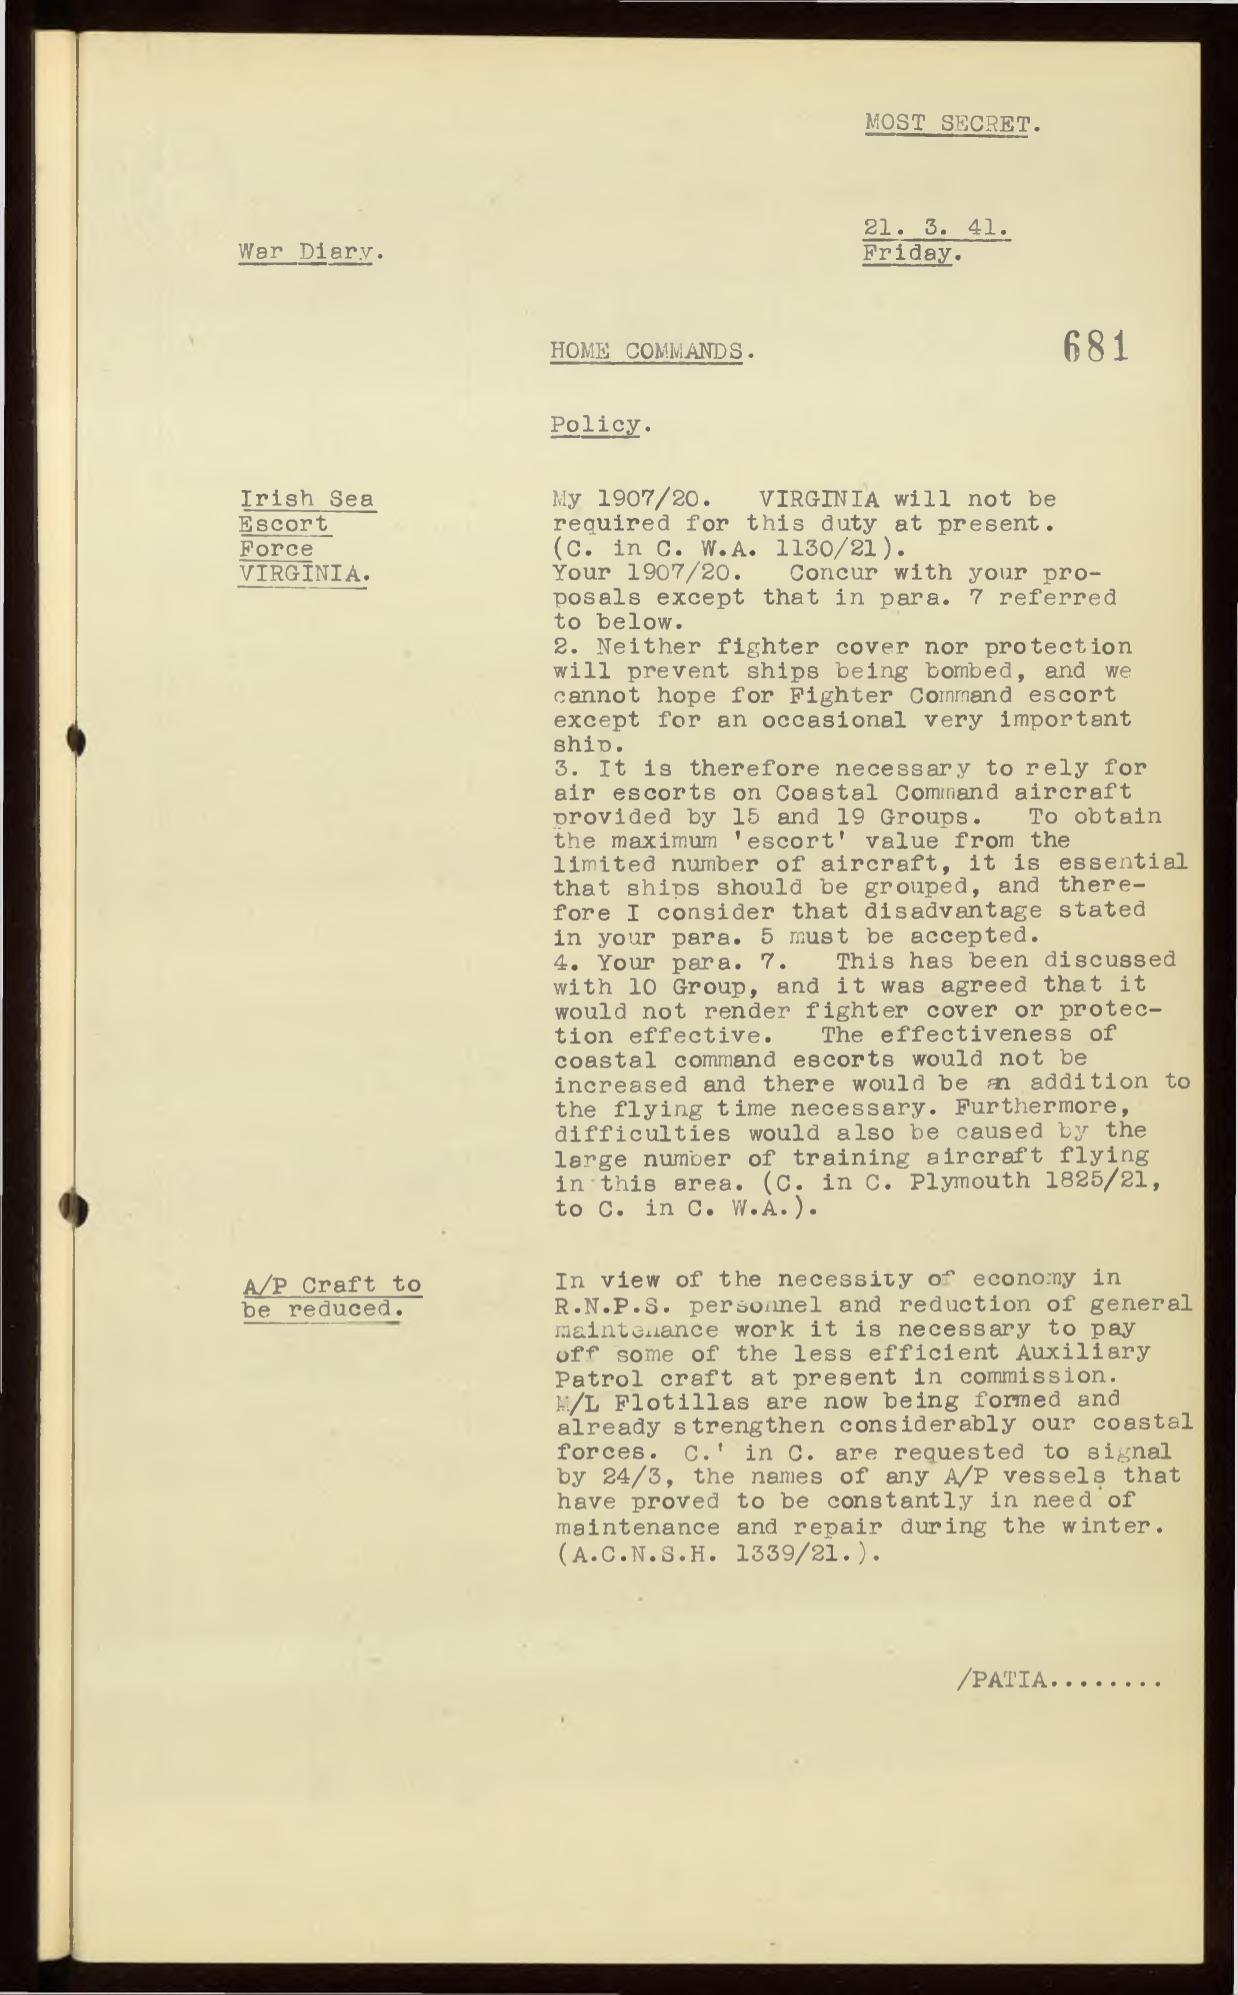 MOST SECRET.
21. 3. 41.
Friday.
War Diary.
HOME COMMANDS.
681
Policy.
Irish Sea
Escort
Force
VIRGINIA.
My 1907/20. VIRGINIA will not be
required for this duty at present.
(C. in C. W.A. 1130/21).
Your 1907/20. Concur with your pro-
posals except that in para. 7 referred
to below.
2. Neither fighter cover nor protection
will prevent ships being bombed, and we
cannot hope for Fighter Command escort
except for an occasional very important
ship.
3. It is therefore necessary to rely for
air escorts on Coastal Command aircraft
provided by 15 and 19 Groups. To obtain
the maximum 'escort' value from the
limited number of aircraft, it is essential
that ships should be grouped, and there-
fore I consider that disadvantage stated
in your para. 5 must be accepted.
4. Your para. 7. This has been discussed
with 10 Group, and it was agreed that it
would not render fighter cover or protec-
tion effective. The effectiveness of
coastal command escorts would not be
increased and there would be an addition to
the flying time necessary. Furthermore,
difficulties would also be caused by the
large number of training aircraft flying
in this area. (C. in C. Plymouth 1825/21,
to C. in C. W.A.).
A/P Craft to
be reduced.
In view of the necessity of economy in
R.N.P.S. personnel and reduction of general
maintenance work it is necessary to pay
off some of the less efficient Auxiliary
Patrol craft at present in commission.
M/L Flotillas are now being formed and
already strengthen considerably our coastal
forces. C.' in C. are requested to signal
by 24/3, the names of any A/P vessels that
have proved to be constantly in need of
maintenance and repair during the winter.
(A.C.N.S.H. 1339/21.).
/PATIA........